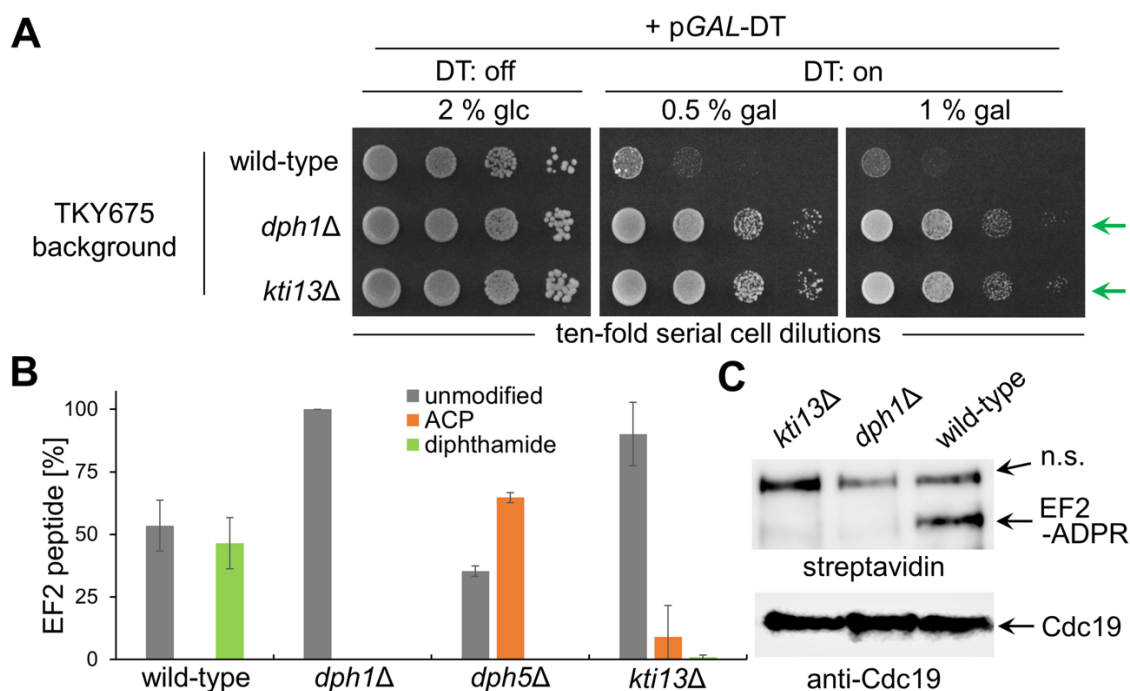 A
+ pGAL-DT
DT: off DT: on
2 % glc 0.5 % gal 1 % gal
TKY675
background
wild-type
dph1Δ
kti13Δ
ten-fold serial cell dilutions
B
EF2 peptide [%]
100
75
50
25
0
unmodified
ACP
diphthamide
wild-type dph1Δ dph5Δ kti13Δ
C
kti13Δ dph1Δ wild-type
n.s.
EF2
-ADPR
streptavidin
Cdc19
anti-Cdc19